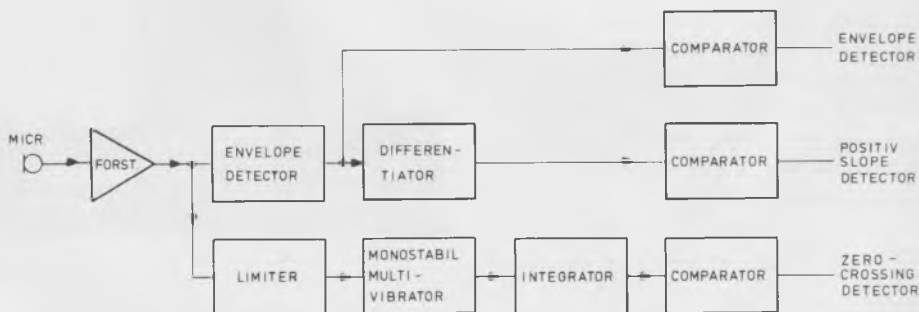 COMPARATOR
ENVELOPE
DETECTOR
MICR
FORST.
ENVELOPE
DETECTOR
DIFFEREN-
TIATOR
COMPARATOR
POSITIV
SLOPE
DETECTOR
LIMITER
MONOSTABIL
MULTI-
VIBRATOR
INTEGRATOR
COMPARATOR
ZERO-
CROSSING
DETECTOR